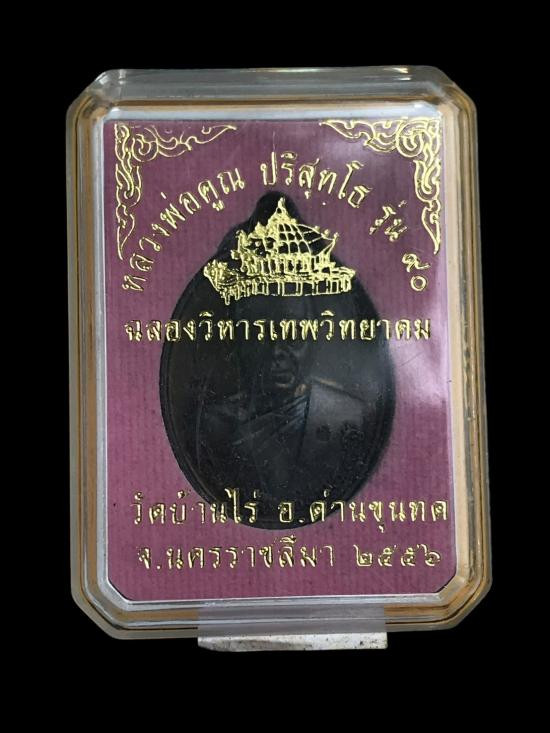 หลวงพ่อคูณ ปริสุทโธ รุ่น ๙๐
ฉลองวิหารเทพวิทยาคม
วัดบ้านไร่ อ.ด่านขุนทด
จ.นครราชสีมา ๒๕๕๖